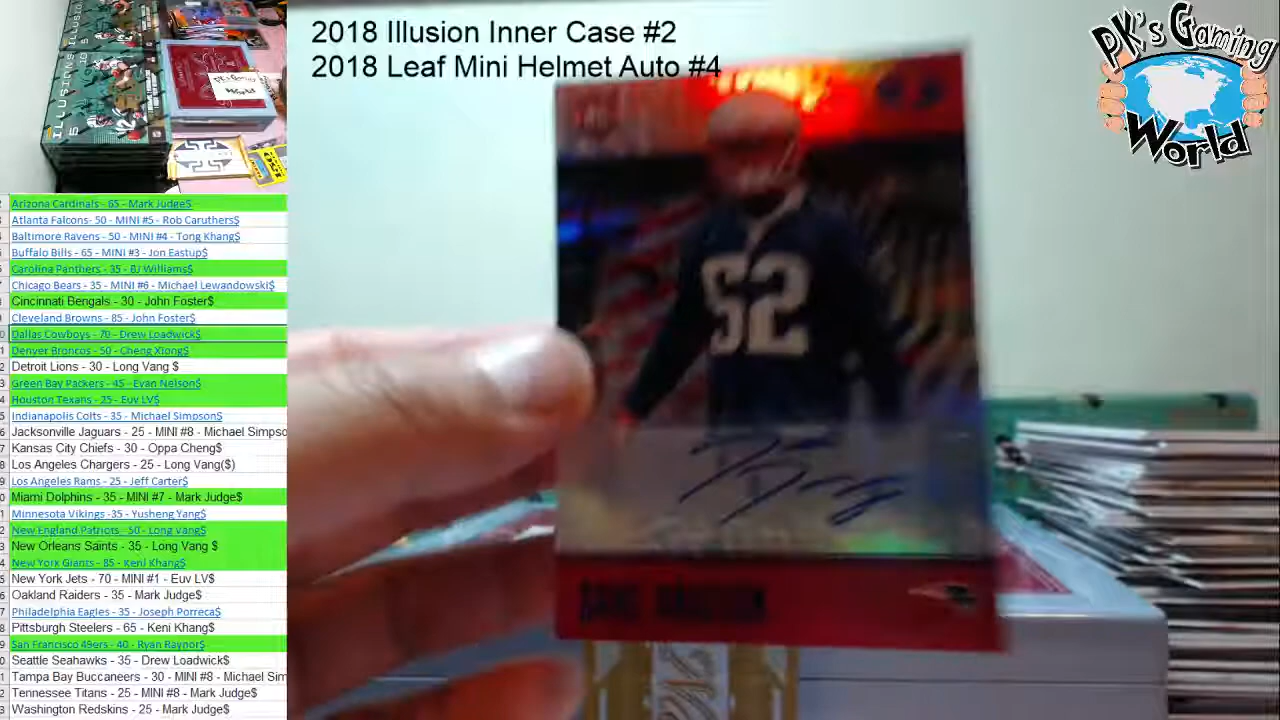 2018 Illusion Inner Case #2
2018 Leaf Mini Helmet Auto #4
PK's Gaming
World
ILLUSIONS
52
Arizona Cardinals - 65 - Mark Judge$
Atlanta Falcons- 50 - MINI #5 - Rob Caruthers$
Baltimore Ravens - 50 - MINI #4 - Tong Khang$
Buffalo Bills - 65 - MINI #3 - Jon Eastup$
Carolina Panthers - 35 - BJ Williams$
Chicago Bears - 35 - MINI #6 - Michael Lewandowski$
Cincinnati Bengals - 30 - John Foster$
Cleveland Browns - 85 - John Foster$
Dallas Cowboys - 70 - Drew Loadwick$
Denver Broncos - 50 - Cheng Xiong$
Detroit Lions - 30 - Long Vang $
Green Bay Packers - 45 - Evan Nelson$
Houston Texans - 25 - Euv LV$
Indianapolis Colts - 35 - Michael Simpson$
Jacksonville Jaguars - 25 - MINI #8 - Michael Simpso
Kansas City Chiefs - 30 - Oppa Cheng$
Los Angeles Chargers - 25 - Long Vang($)
Los Angeles Rams - 25 - Jeff Carter$
Miami Dolphins - 35 - MINI #7 - Mark Judge$
Minnesota Vikings -35 - Yusheng Yang$
New England Patriots - 50 - Long Vang$
New Orleans Saints - 35 - Long Vang $
New York Giants - 85 - Keni Khang$
New York Jets - 70 - MINI #1 - Euv LV$
Oakland Raiders - 35 - Mark Judge$
Philadelphia Eagles - 35 - Joseph Porreca$
Pittsburgh Steelers - 65 - Keni Khang$
San Francisco 49ers - 40 - Ryan Raynor$
Seattle Seahawks - 35 - Drew Loadwick$
Tampa Bay Buccaneers - 30 - MINI #8 - Michael Sim
Tennessee Titans - 25 - MINI #8 - Mark Judge$
Washington Redskins - 25 - Mark Judge$